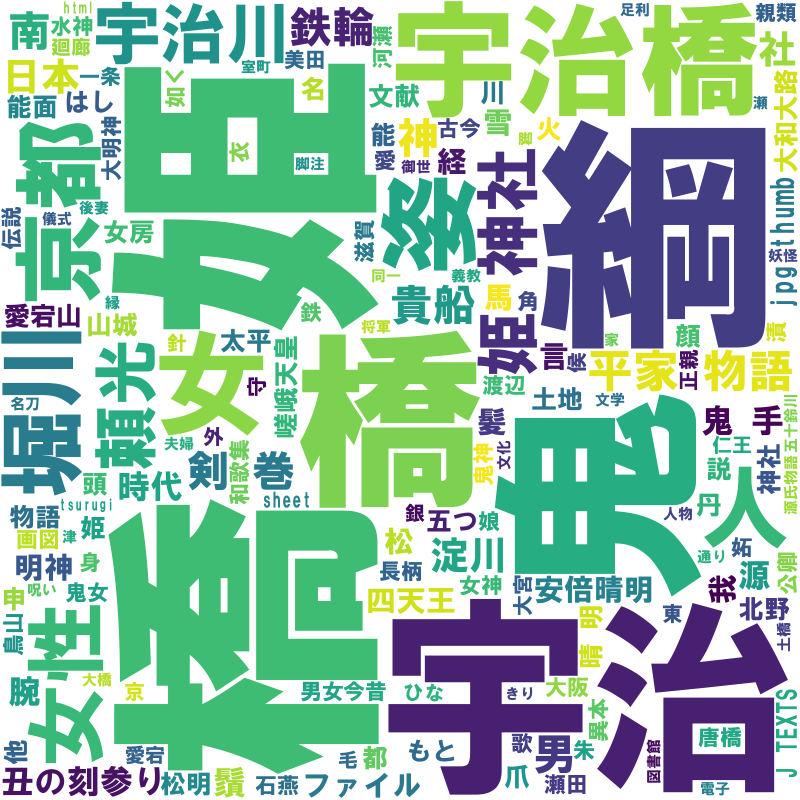 html
南
水神
廻廊
宇治川
鉄輪
足利
親類
宇治橋
社
日本
一条
室町
美田
河瀬
能面
はし
如く
名
文献
川
瀬
大和大路
大明神
衣
脚注
能
神
古今
雪
君
火
愛
御世
経
京都
後妻
儀式
伝説
女房
橋姫
姿
神社
綱
jpg
thumb
妖怪
滋賀
同一
義教
縁
愛宕山
山城
鉄
貴船
馬
角
将軍
姫
家
顔
漬
針
太平
女
守
橋
言
侯
平家
物語
正親
堀川
頼光
嵯峨天皇
渡辺
髪
土地
文学
名刀
夫婦
外
剣
巻
和歌集
鬼神
文化
鬼
鬼
手
仁王
説
神社
五十鈴川
源氏物語
頭
時代
sheet
tsurugi
物語
姫
銀
五つ
娘
丹
人
人物
画図
津
松
淀川
通り
妬
明神
身
長柄
女神
大宮
安倍晴明
我
源
公卿
申
呪い
鬼女
四天王
北野
鳥山
女性
宇治
明
晴
東
土橋
腕
大橋
京
男女今昔
ひな
きり
大阪
異本
唐橋
J TEXTS
他
愛宕
毛
都
もと
歌
男
朱
図書館
丑の刻参り
松明
鬚
石燕
ファイル
爪
瀬田
電子